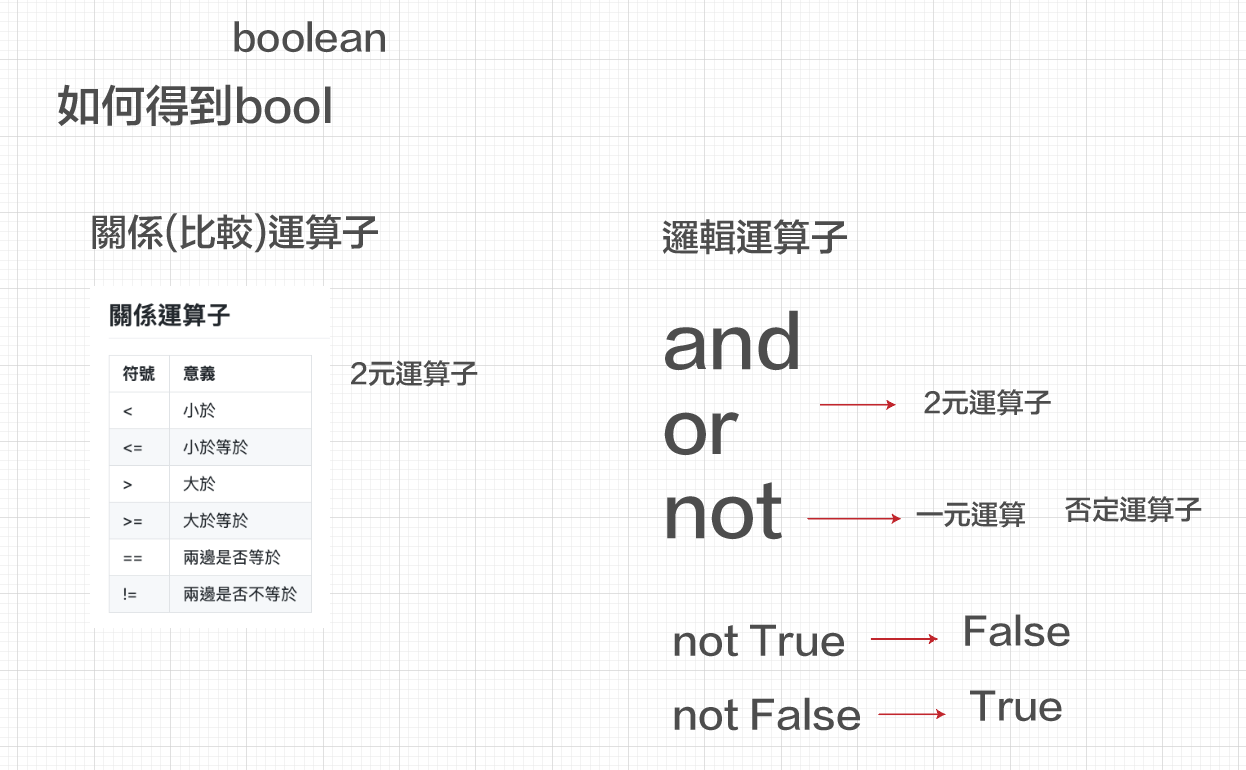 boolean
如何得到bool
關係(比較)運算子
關係運算子
符號 意義
< 小於
<= 小於等於
> 大於
>= 大於等於
== 兩邊是否等於
!= 兩邊是否不等於
2元運算子
邏輯運算子
and
or
2元運算子
not
一元運算 否定運算子
not True
False
not False
True